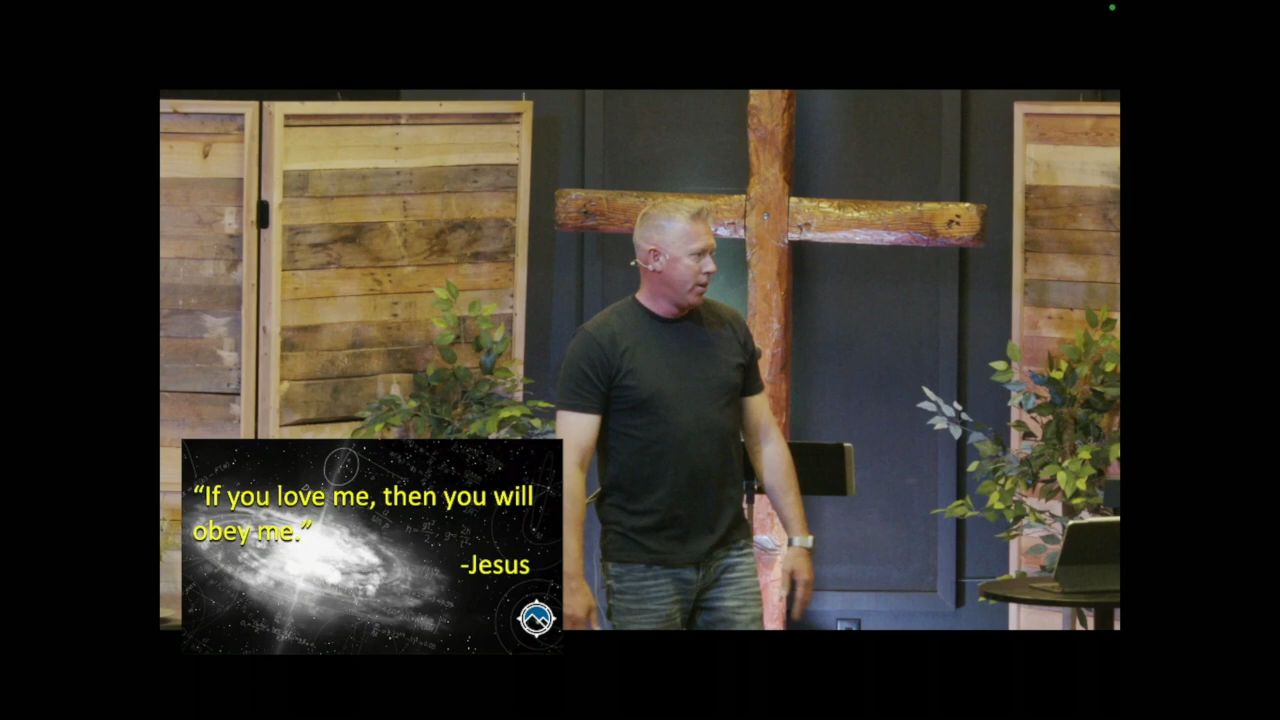 “If you love me, then you will
obey me.”
-Jesus